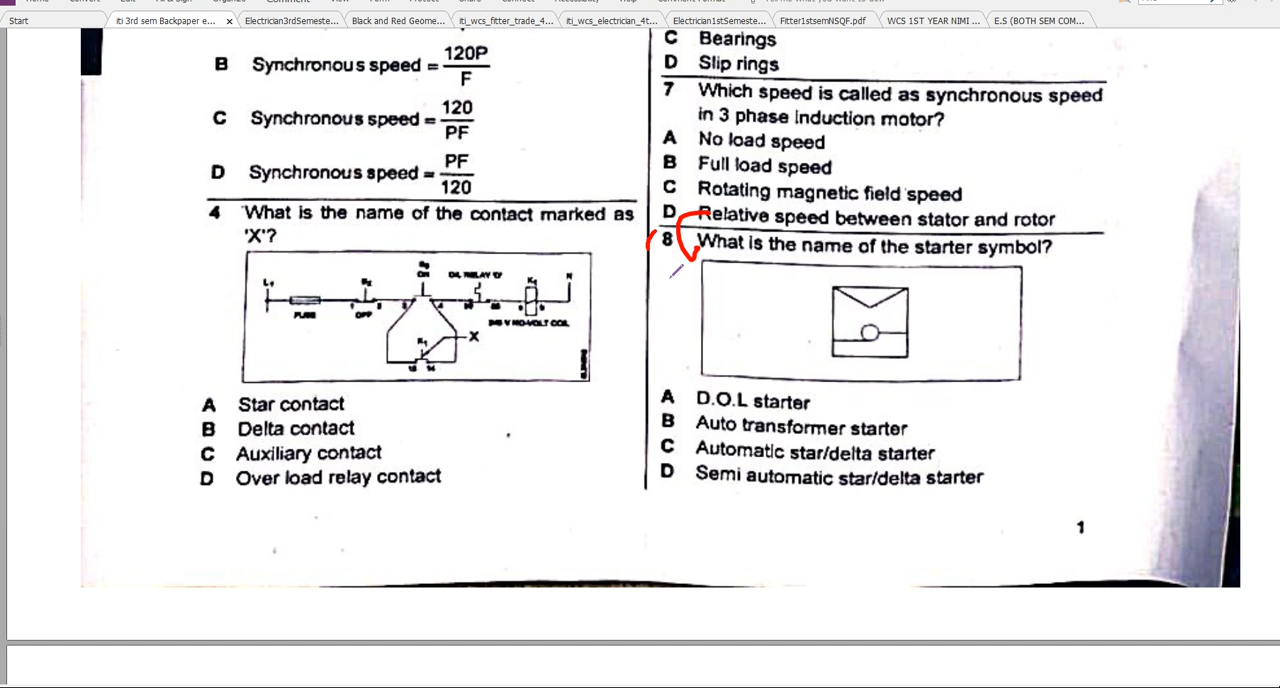 Start
iti 3rd sem Backpaper e...
Electrician3rdSemeste...
Black and Red Geome...
iti_wcs_fitter_trade_4...
iti_wcs_electrician_4t...
Electrician1stSemeste...
Fitter1stsemNSQF.pdf
WCS 1ST YEAR NIMI ...
E.S (BOTH SEM COM...
B Synchronous speed = 120P
F
C Synchronous speed = 120
PF
D Synchronous speed = PF
120
4 What is the name of the contact marked as
'X'?
ON
OFF
FUSE
N
X
A Star contact
B Delta contact
C Auxiliary contact
D Over load relay contact
C Bearings
D Slip rings
7 Which speed is called as synchronous speed
in 3 phase induction motor?
A No load speed
B Full load speed
C Rotating magnetic field speed
D Relative speed between stator and rotor
8 What is the name of the starter symbol?
A D.O.L starter
B Auto transformer starter
C Automatic star/delta starter
D Semi automatic star/delta starter
1